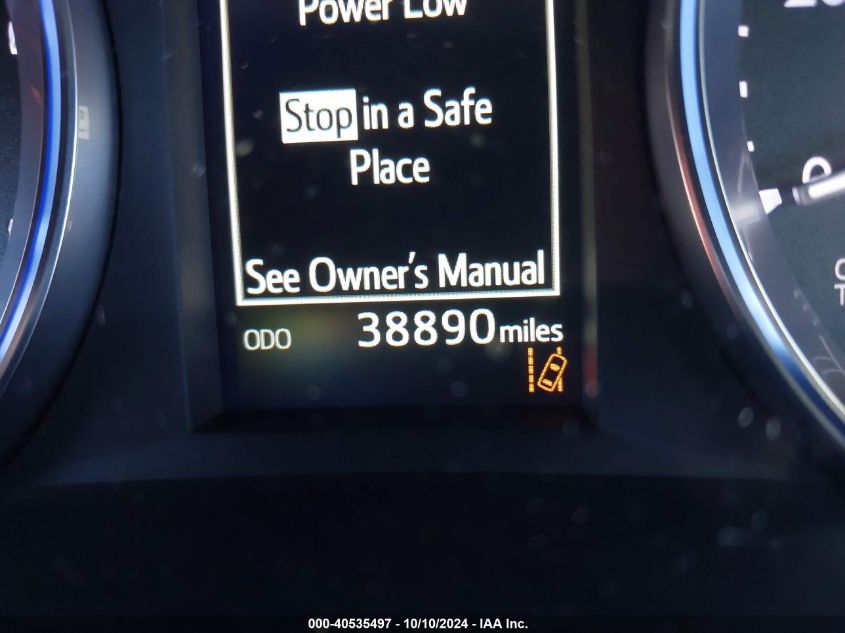 Power Low
Stop in a Safe
Place
See Owner's Manual
ODO 38890 miles
000-40535497 - 10/10/2024 - IAA Inc.